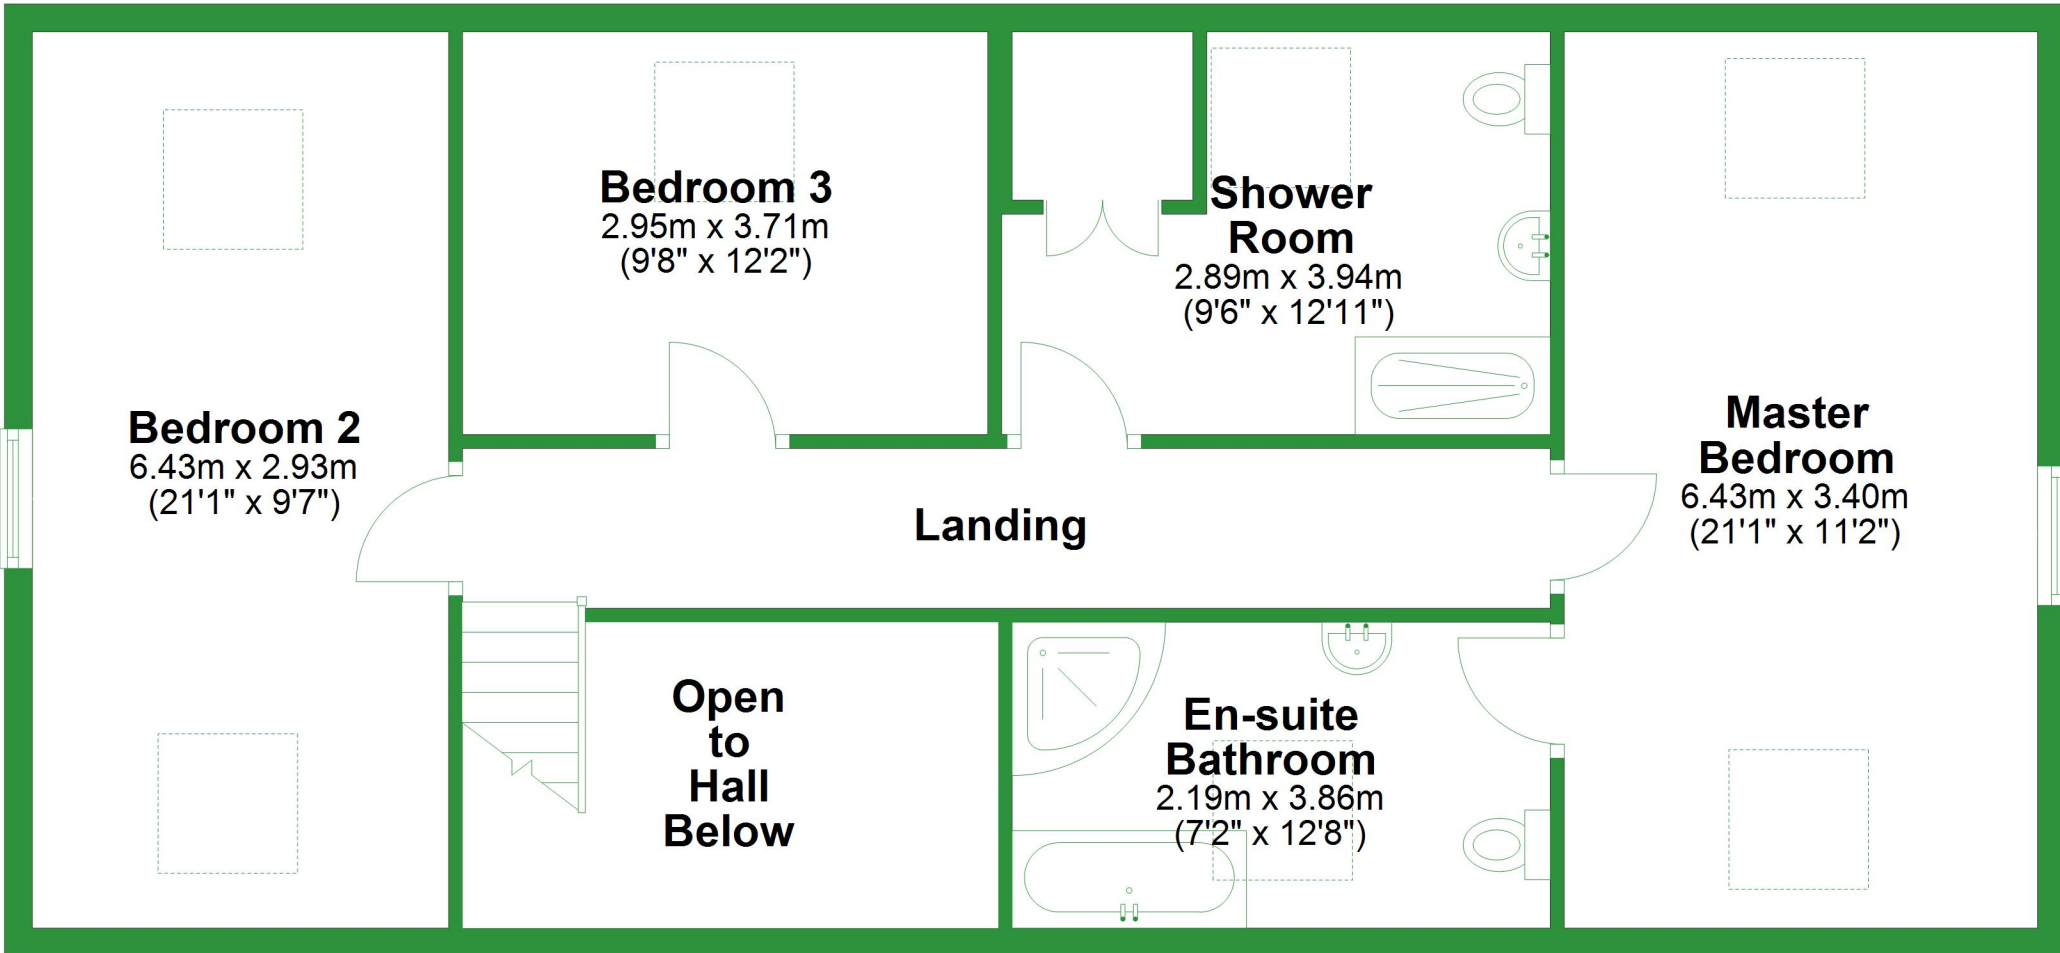 Bedroom 2
6.43m x 2.93m
(21'1" x 9'7")
Bedroom 3
2.95m x 3.71m
(9'8" x 12'2")
Shower
Room
2.89m x 3.94m
(9'6" x 12'11")
Master
Bedroom
6.43m x 3.40m
(21'1" x 11'2")
Landing
Open
to
Hall
Below
En-suite
Bathroom
2.19m x 3.86m
(7'2" x 12'8")